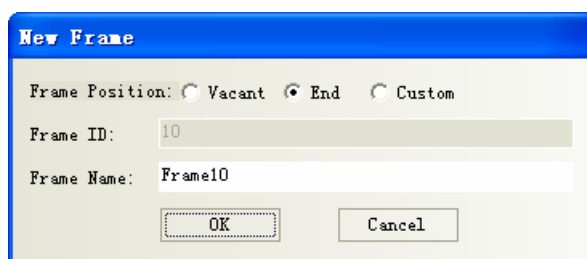 New Frame
Frame Position: Vacant End Custom
Frame ID: 10
Frame Name: Frame10
OK Cancel